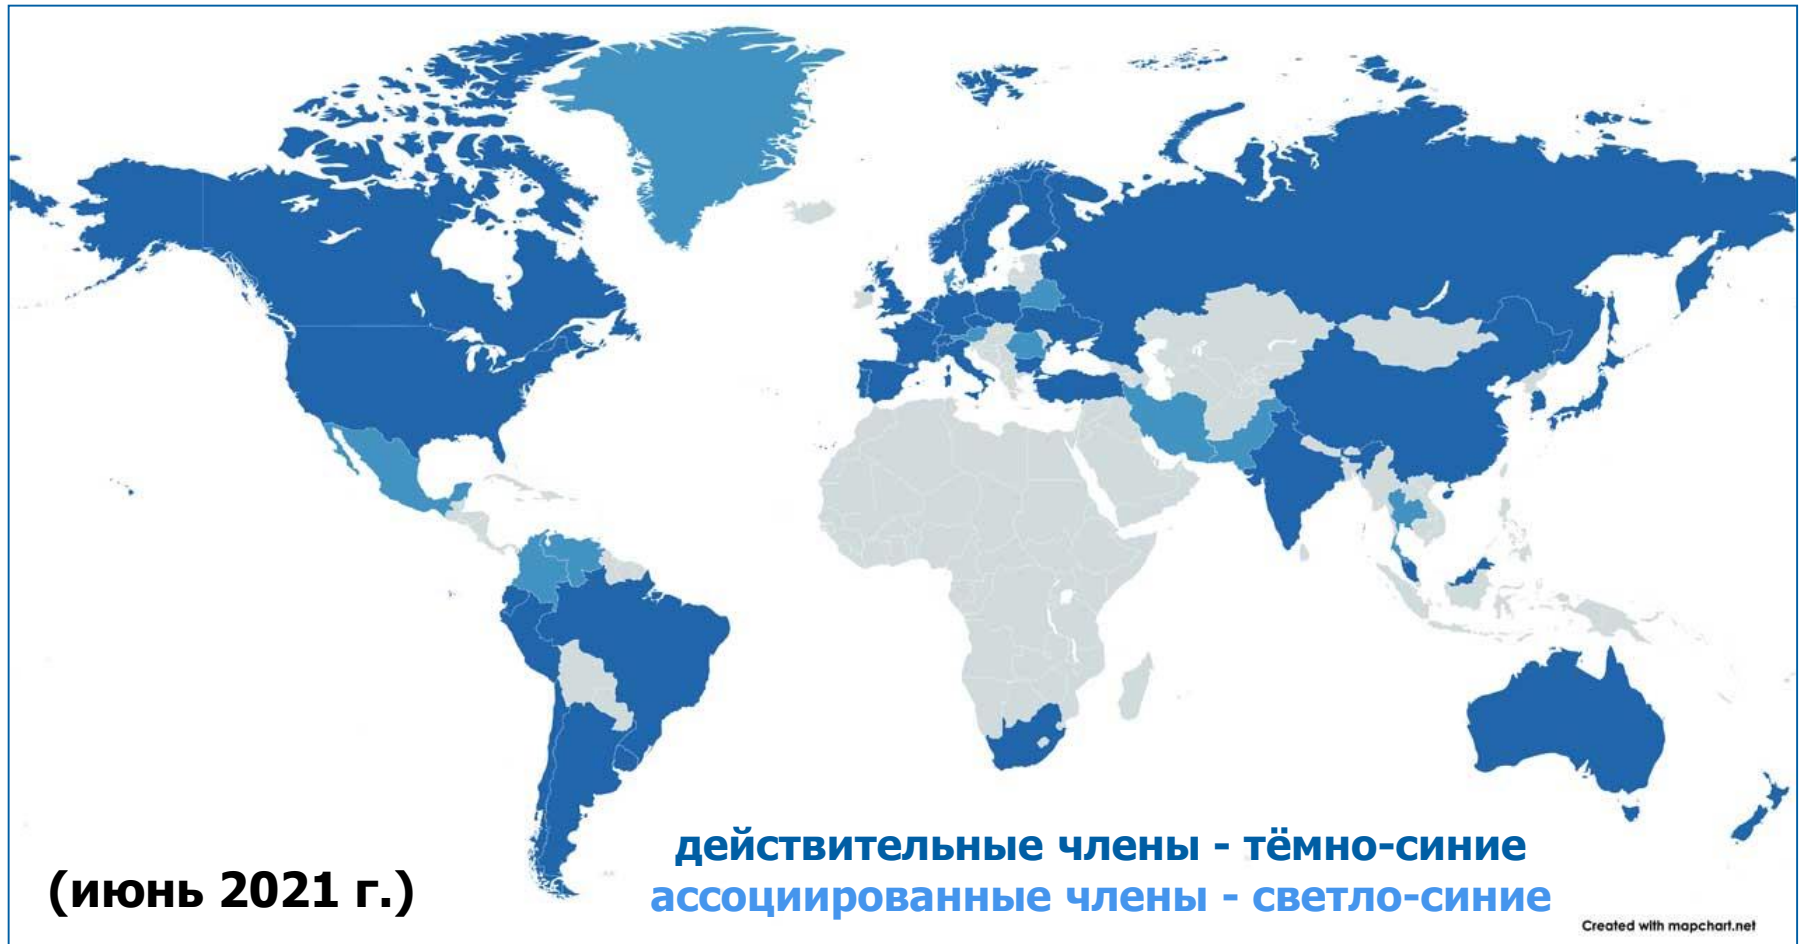 действительные члены - тёмно-синие
(июнь 2021 г.)
ассоциированные члены - светло-синие
Created with mapchart.net